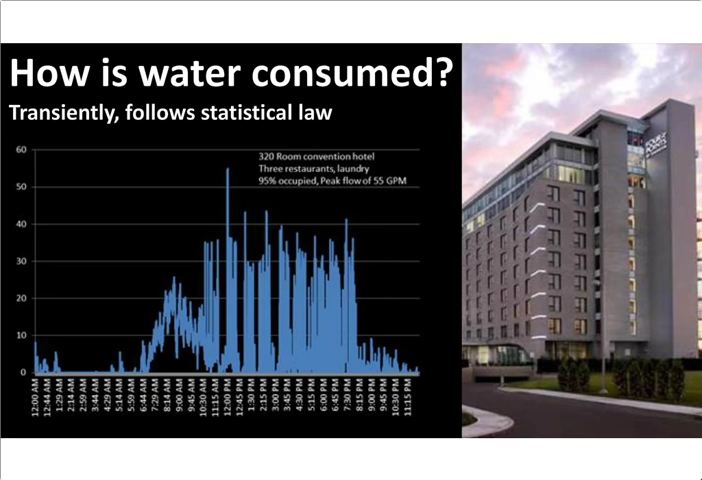 How is water consumed?
Transiently, follows statistical law
320 Room convention hotel
Three restaurants, laundry
95% occupied, Peak flow of 55 GPM
60
50
40
30
20
10
0
12:00 AM
12:44 AM
1:29 AM
2:14 AM
2:59 AM
3:44 AM
4:29 AM
5:14 AM
5:59 AM
6:44 AM
7:29 AM
8:14 AM
9:00 AM
9:45 AM
10:30 AM
11:15 AM
12:00 PM
12:45 PM
1:30 PM
2:15 PM
3:00 PM
3:45 PM
4:30 PM
5:15 PM
6:00 PM
6:45 PM
7:30 PM
8:15 PM
9:00 PM
9:45 PM
10:30 PM
11:15 PM
FOUR
POINTS